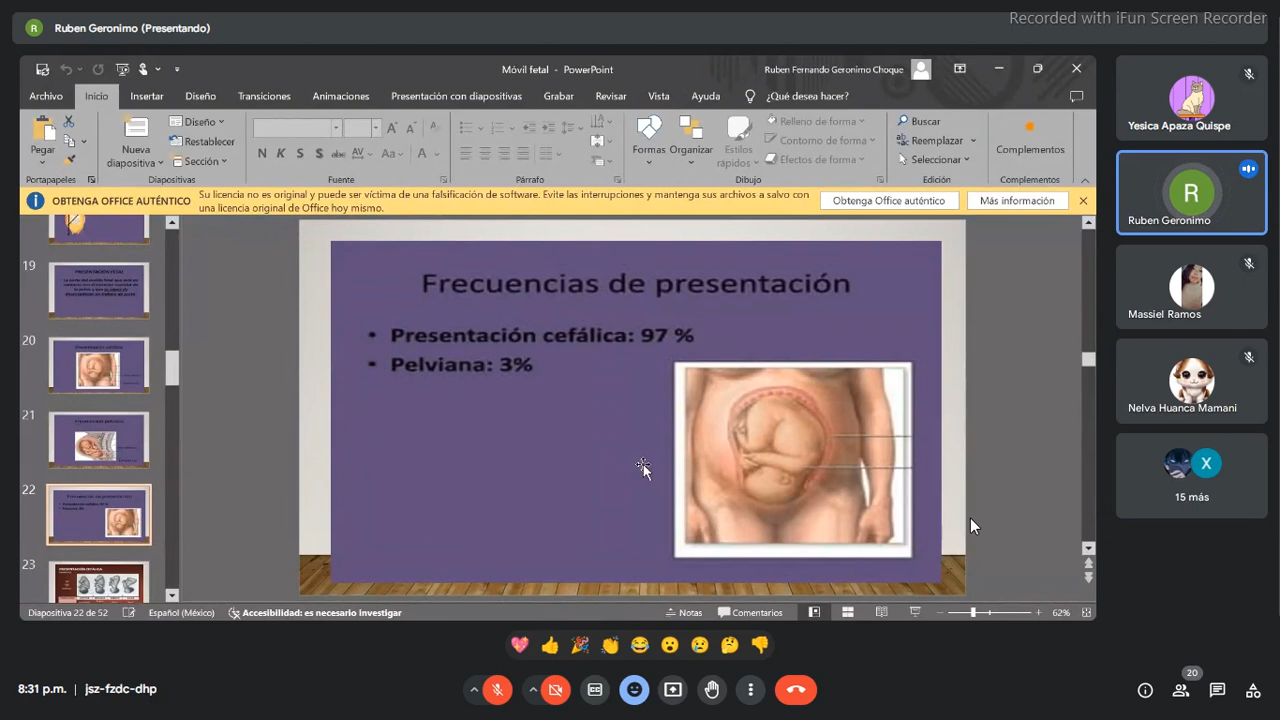 Recorded with iFun Screen Recorder
R Ruben Geronimo (Presentando)
Móvil fetal - PowerPoint
Ruben Fernando Geronimo Choque
Archivo Inicio Insertar Diseño Transiciones Animaciones Presentación con diapositivas Grabar Revisar Vista Ayuda ¿Qué desea hacer?
Pegar
Nueva diapositiva
Diseño
Restablecer
Sección
N K S S abc AV Aa A
Formas
Organizar
Estilos rápidos
Relleno de forma
Contorno de forma
Efectos de forma
Buscar
Reemplazar
Seleccionar
Complementos
Portapapeles Diapositivas Fuente Párrafo Dibujo Edición Complementos
OBTENGA OFFICE AUTÉNTICO
Su licencia no es original y puede ser víctima de una falsificación de software. Evite las interrupciones y mantenga sus archivos a salvo con
una licencia original de Office hoy mismo.
Obtenga Office auténtico
Más información
19
20
21
22
23
Frecuencias de presentación
• Presentación cefálica: 97 %
• Pelviana: 3%
Diapositiva 22 de 52
Español (México)
Accesibilidad: es necesario investigar
Notas
Comentarios
62%
Yesica Apaza Quispe
R
Ruben Geronimo
Massiel Ramos
Nelva Huanca Mamani
X
15 más
8:31 p.m. | jsz-fzdc-dhp
20